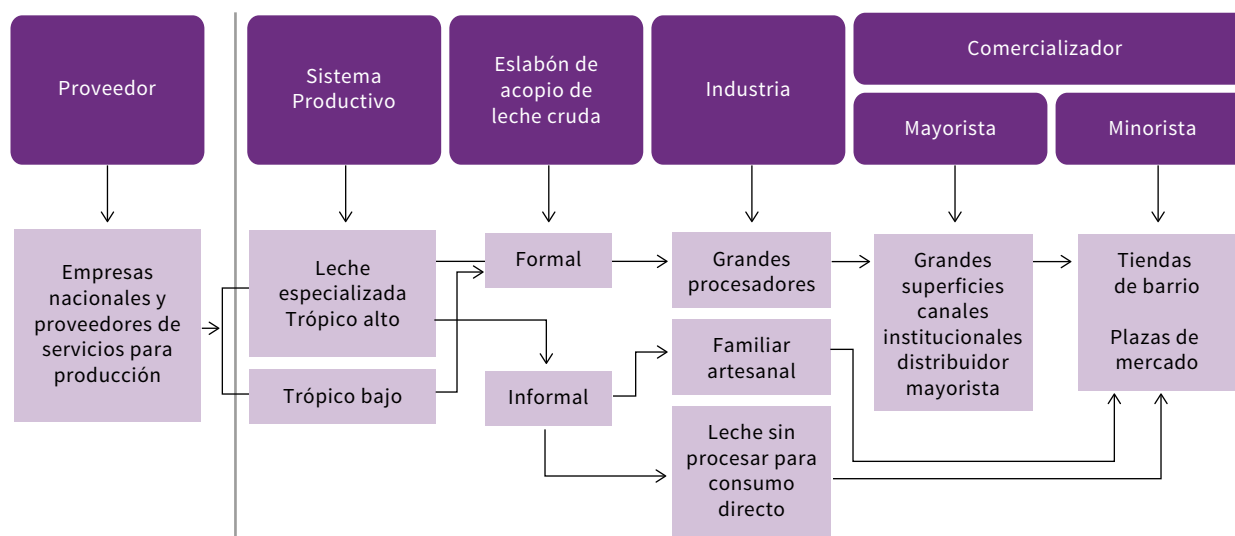 Proveedor
Sistema
Productivo
Eslabón de
acopio de
leche cruda
Industria
Comercializador
Mayorista
Minorista
Empresas
nacionales y
proveedores de
servicios para
producción
Leche
especializada
Trópico alto
Trópico bajo
Formal
Informal
Grandes
procesadores
Familiar
artesanal
Leche sin
procesar para
consumo
directo
Grandes
superficies
canales
institucionales
distribuidor
mayorista
Tiendas
de barrio
Plazas de
mercado